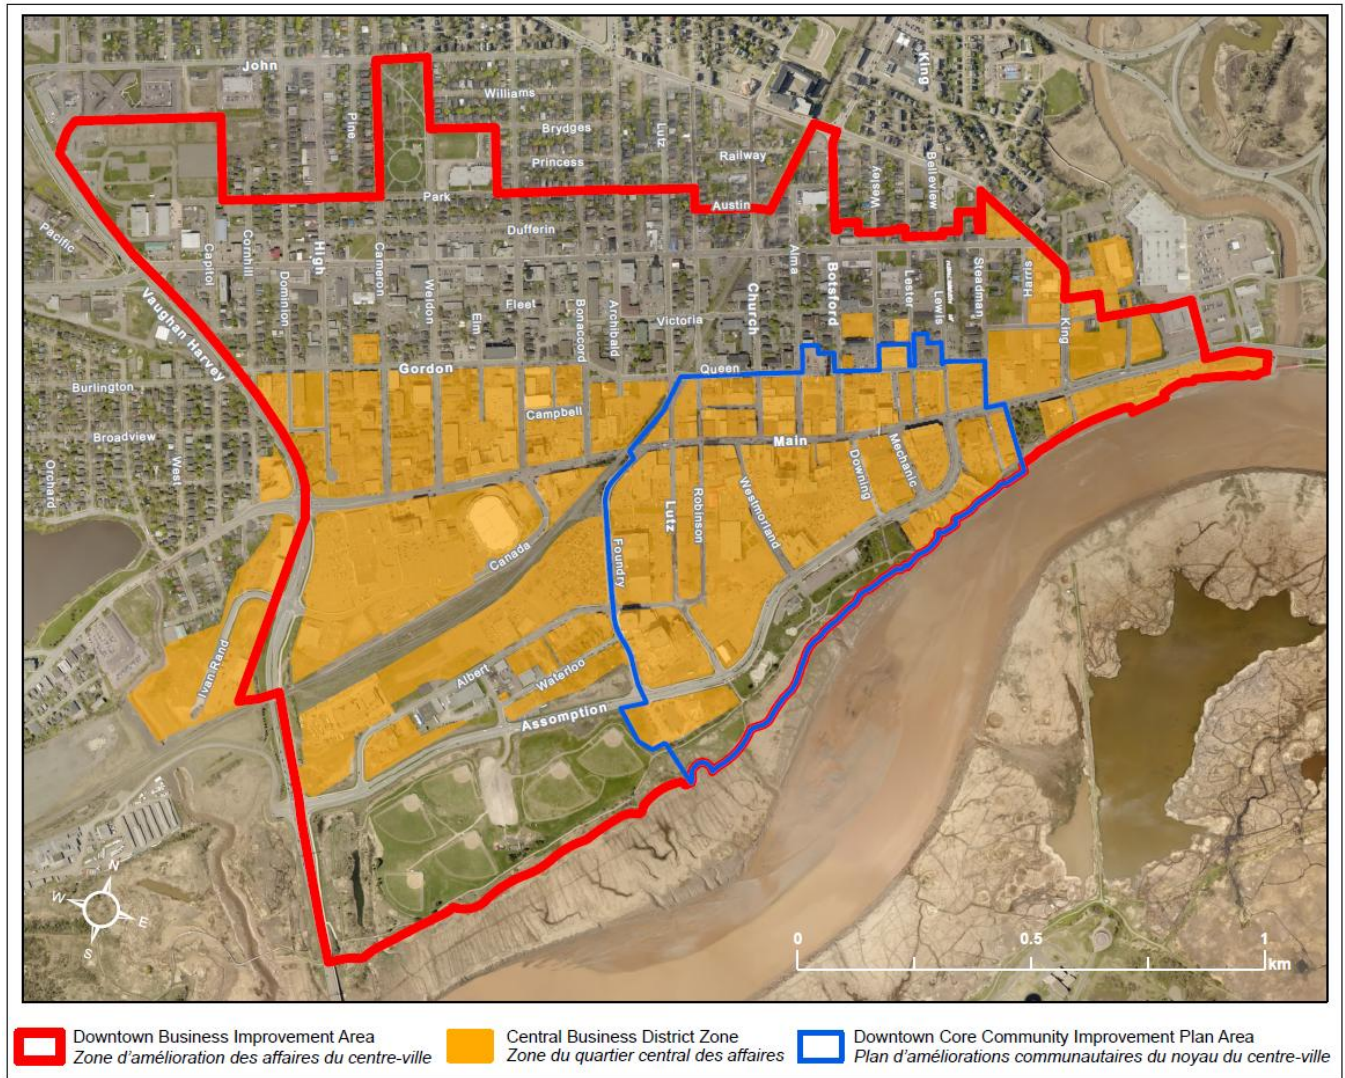 John
King
Williams
Pine
Brydges
Lutz
Railway
Princess
Belleview
Wesley
Park
Austin
Dufferin
Pacific
Capitol
Cornhill
High
Cameron
Alma
Dominion
Weldon
Fleet
Elm
Bonaccord
Archibald
Victoria
Church
Botsford
Lester
Lewis
Steadman
Harris
King
Vaughan Harvey
Gordon
Queen
Burlington
Campbell
Broadview
West
Main
Orchard
Downing
Mechanic
Lutz
Robinson
Westmorland
Canada
Foundry
Ivan Rand
Albert
Waterloo
Assomption
N
W
E
S
0 0.5 1
km
Downtown Business Improvement Area
Zone d'amélioration des affaires du centre-ville
Central Business District Zone
Zone du quartier central des affaires
Downtown Core Community Improvement Plan Area
Plan d'améliorations communautaires du noyau du centre-ville